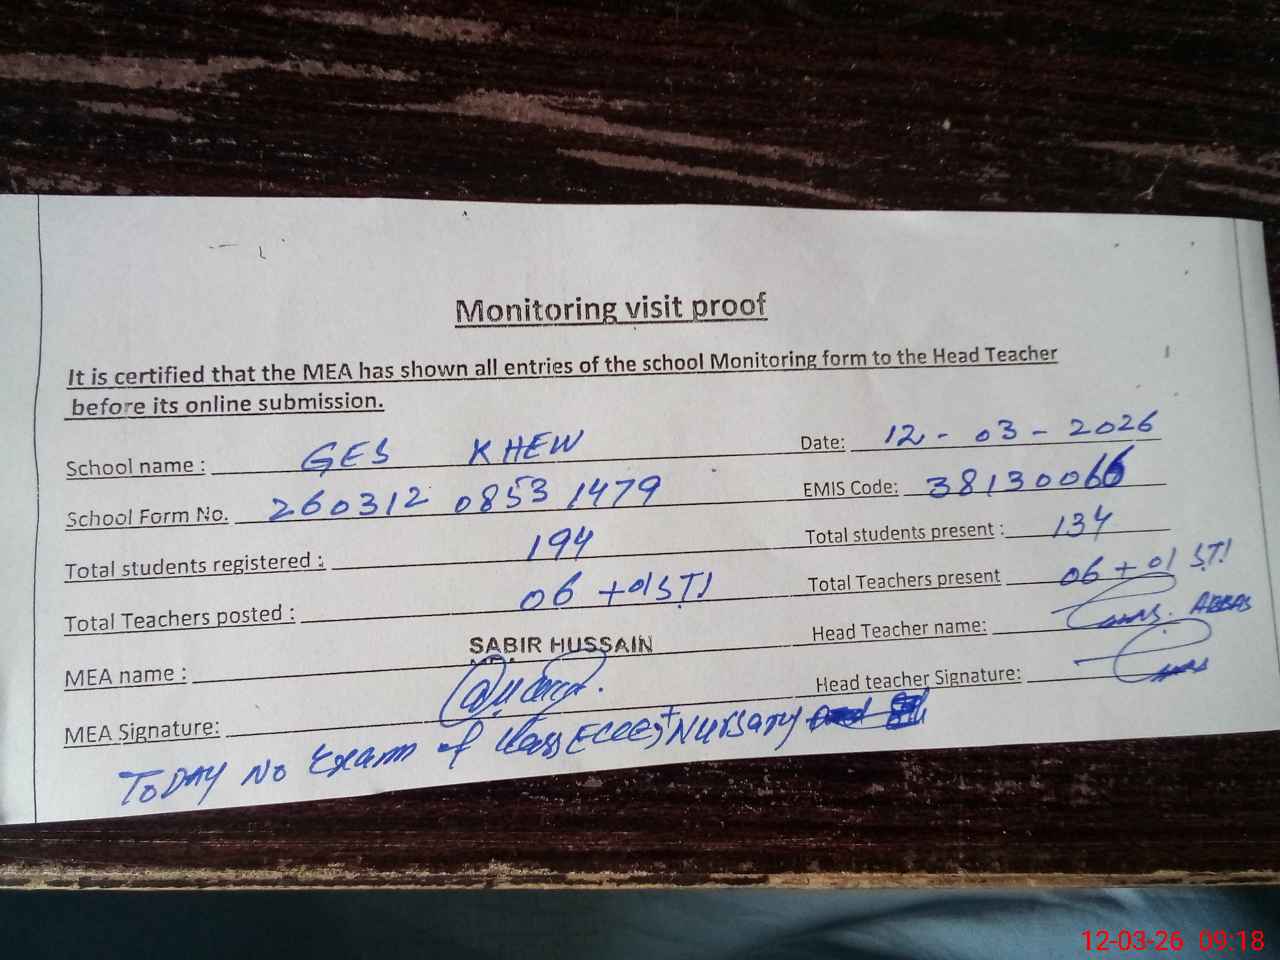 Monitoring visit proof
It is certified that the MEA has shown all entries of the school Monitoring form to the Head Teacher
before its online submission.
School name : GES KHEW Date: 12-03-2026
School Form No. 260312 0853 1479 EMIS Code: 38130066
Total students registered : 194 Total students present : 134
Total Teachers posted : 06 +01 STI Total Teachers present 06 + 01 STI
MEA name : SABIR HUSSAIN Head Teacher name: ABBAS
MEA Signature: Head teacher Signature:
TODAY No Exam of Class ECCE, + Nursary
12-03-26 09:18